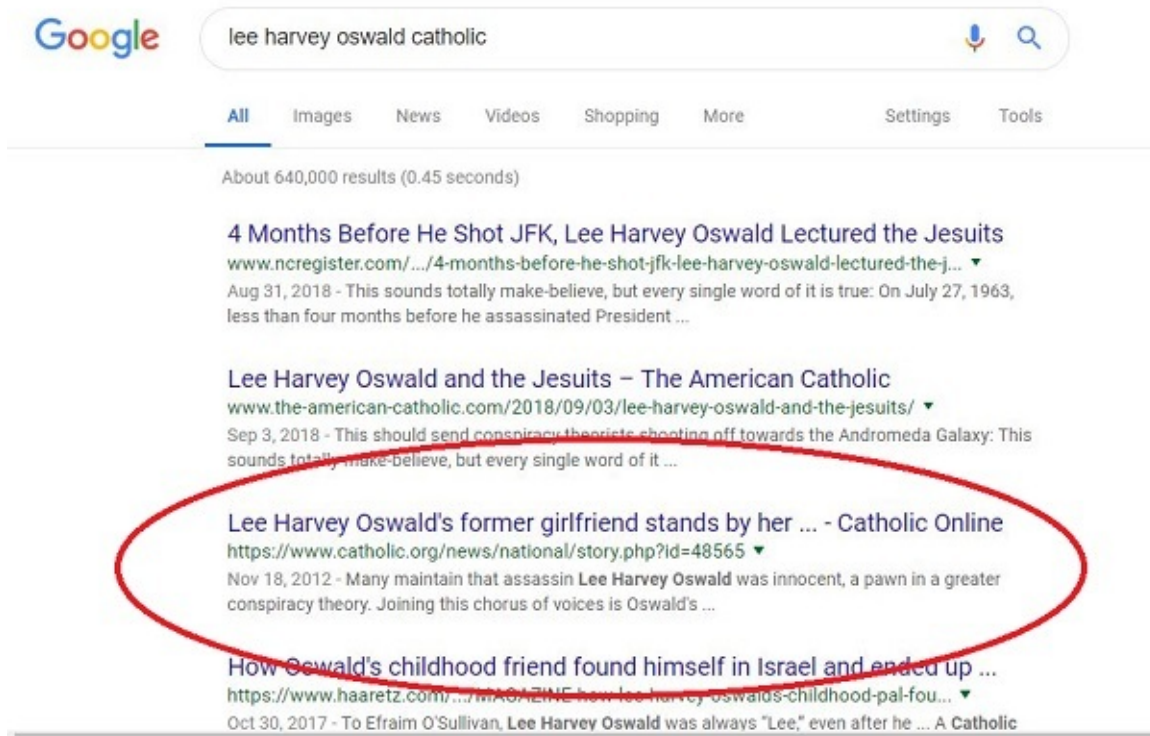 Google
lee harvey oswald catholic
All Images News Videos Shopping More Settings Tools
About 640,000 results (0.45 seconds)
4 Months Before He Shot JFK, Lee Harvey Oswald Lectured the Jesuits
www.ncregister.com/.../4-months-before-he-shot-jfk-lee-harvey-oswald-lectured-the-j...
Aug 31, 2018 - This sounds totally make-believe, but every single word of it is true: On July 27, 1963,
less than four months before he assassinated President ...
Lee Harvey Oswald and the Jesuits – The American Catholic
www.the-american-catholic.com/2018/09/03/lee-harvey-oswald-and-the-jesuits/
Sep 3, 2018 - This should send conspiracy theorists shooting off towards the Andromeda Galaxy: This
sounds totally make-believe, but every single word of it ...
Lee Harvey Oswald's former girlfriend stands by her ... - Catholic Online
https://www.catholic.org/news/national/story.php?id=48565
Nov 18, 2012 - Many maintain that assassin Lee Harvey Oswald was innocent, a pawn in a greater
conspiracy theory. Joining this chorus of voices is Oswald's ...
How Oswald's childhood friend found himself in Israel and ended up ...
https://www.haaretz.com/.../MAGAZINE-how-lee-harvey-oswalds-childhood-pal-fou...
Oct 30, 2017 - To Efraim O'Sullivan, Lee Harvey Oswald was always "Lee," even after he ... A Catholic